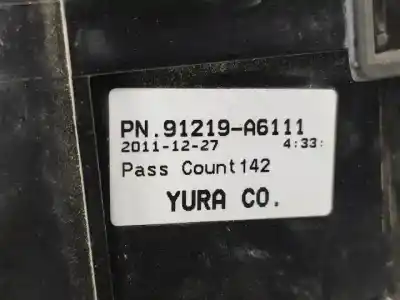 PN.91219-A6111
2011-12-27 4:33:
Pass Count142
YURA CO.